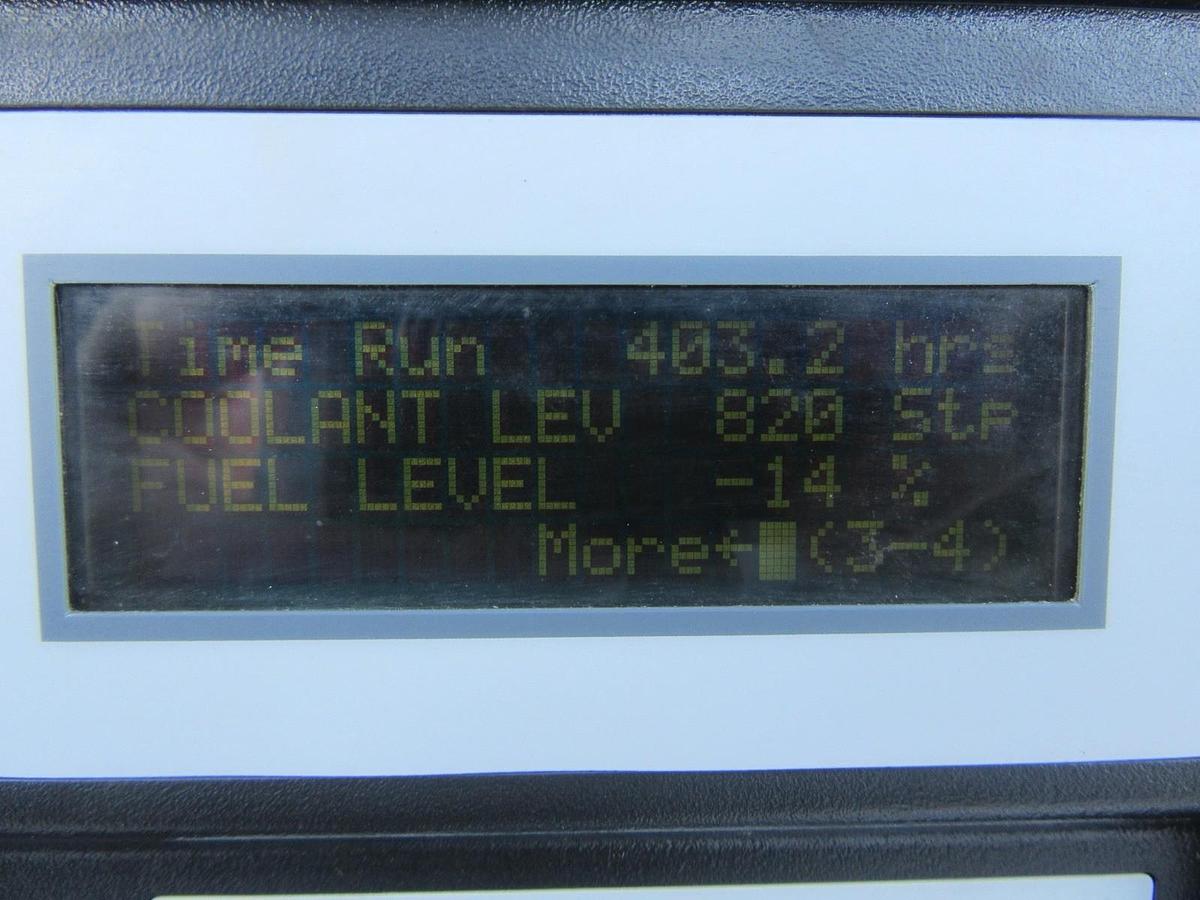 Time Run 403.2 hrs
COOLANT LEV 820 Stp
FUEL LEVEL -14 %
More← (3-4)